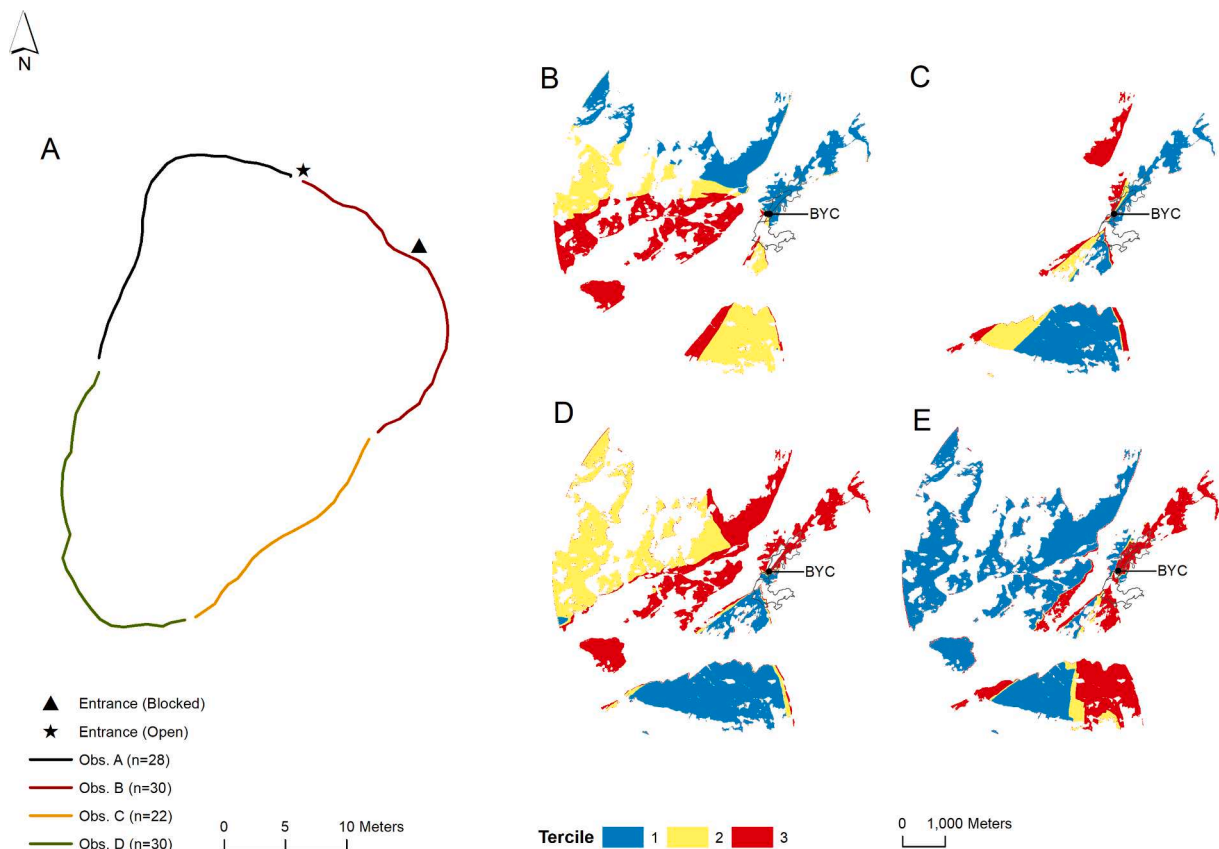 N
A
B
BYC
C
BYC
D
BYC
E
BYC
Entrance (Blocked)
Entrance (Open)
Obs. A (n=28)
Obs. B (n=30)
Obs. C (n=22)
Obs. D (n=30)
0 5 10 Meters
Tercile 1 2 3
0 1,000 Meters